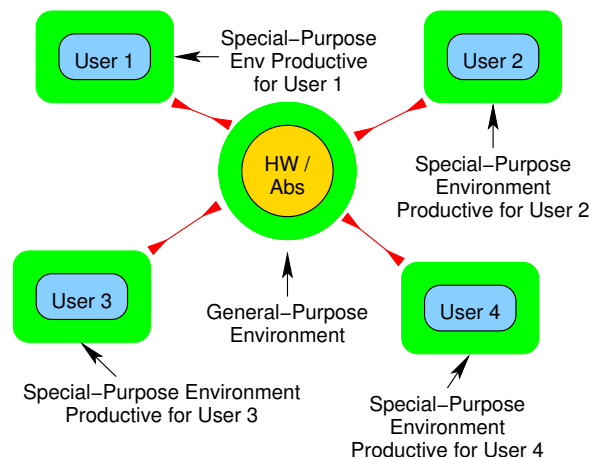 User 1
Special−Purpose
Env Productive
for User 1
User 2
HW /
Abs
Special−Purpose
Environment
Productive for User 2
User 3
General−Purpose
Environment
User 4
Special−Purpose Environment
Productive for User 3
Special−Purpose
Environment
Productive for User 4